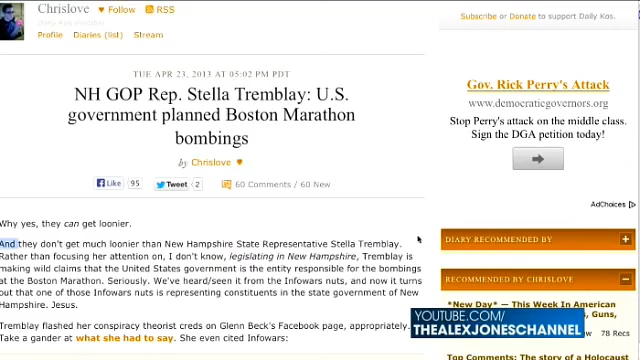 Chrislove
♥ Follow
RSS
Profile
Diaries (list)
Stream
Subscribe or Donate to support Daily Kos.
TUE APR 23, 2013 AT 05:02 PM PDT
NH GOP Rep. Stella Tremblay: U.S.
government planned Boston Marathon
bombings
by Chrislove
Like 95
Tweet 2
60 Comments / 60 New
Why yes, they can get loonier.
And they don't get much loonier than New Hampshire State Representative Stella Tremblay.
Rather than focusing her attention on, I don't know, legislating in New Hampshire, Tremblay is
making wild claims that the United States government is the entity responsible for the bombings
at the Boston Marathon. Seriously. We've heard/seen it from the Infowars nuts, and now it turns
out that one of those Infowars nuts is representing constituents in the state government of New
Hampshire. Jesus.
Tremblay flashed her conspiracy theorist creds on Glenn Beck's Facebook page, appropriately.
Take a gander at what she had to say. She even cited Infowars:
Gov. Rick Perry's Attack
www.democraticgovernors.org
Stop Perry's attack on the middle class.
Sign the DGA petition today!
AdChoices
DIARY RECOMMENDED BY
RECOMMENDED BY CHRISLOVE
*New Day* — This Week In American
s, Guns,
78 Recs
Top Comments: The story of a Holocaust
YOUTUBE.COM/
THEALEXJONESCHANNEL